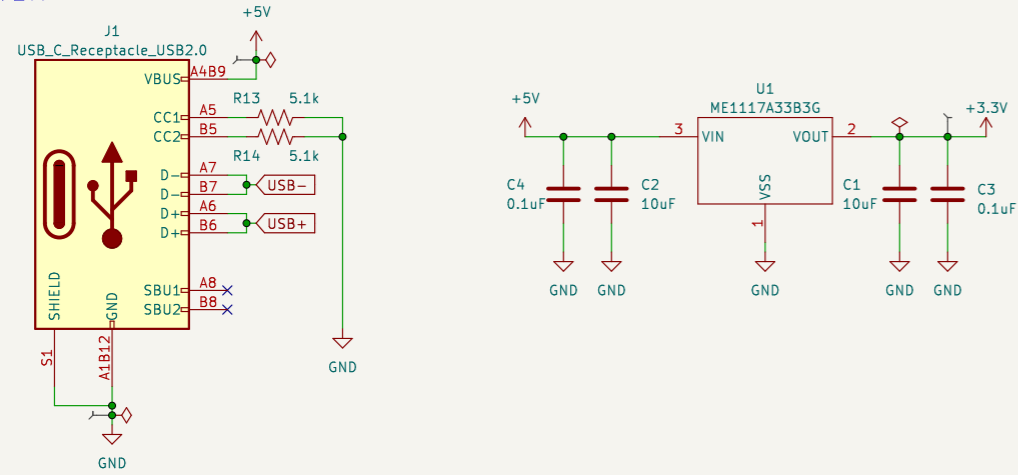 +5V
J1
USB_C_Receptacle_USB2.0
VBUS
A4B9
R13
5.1k
CC1
A5
CC2
B5
R14
5.1k
D-
A7
D-
B7
USB-
D+
A6
D+
B6
USB+
SBU1
A8
SBU2
B8
SHIELD
GND
S1
A1B12
GND
GND
+5V
U1
ME1117A33B3G
+3.3V
3
VIN
VOUT
2
VSS
1
C4
0.1uF
C2
10uF
C1
10uF
C3
0.1uF
GND
GND
GND
GND
GND